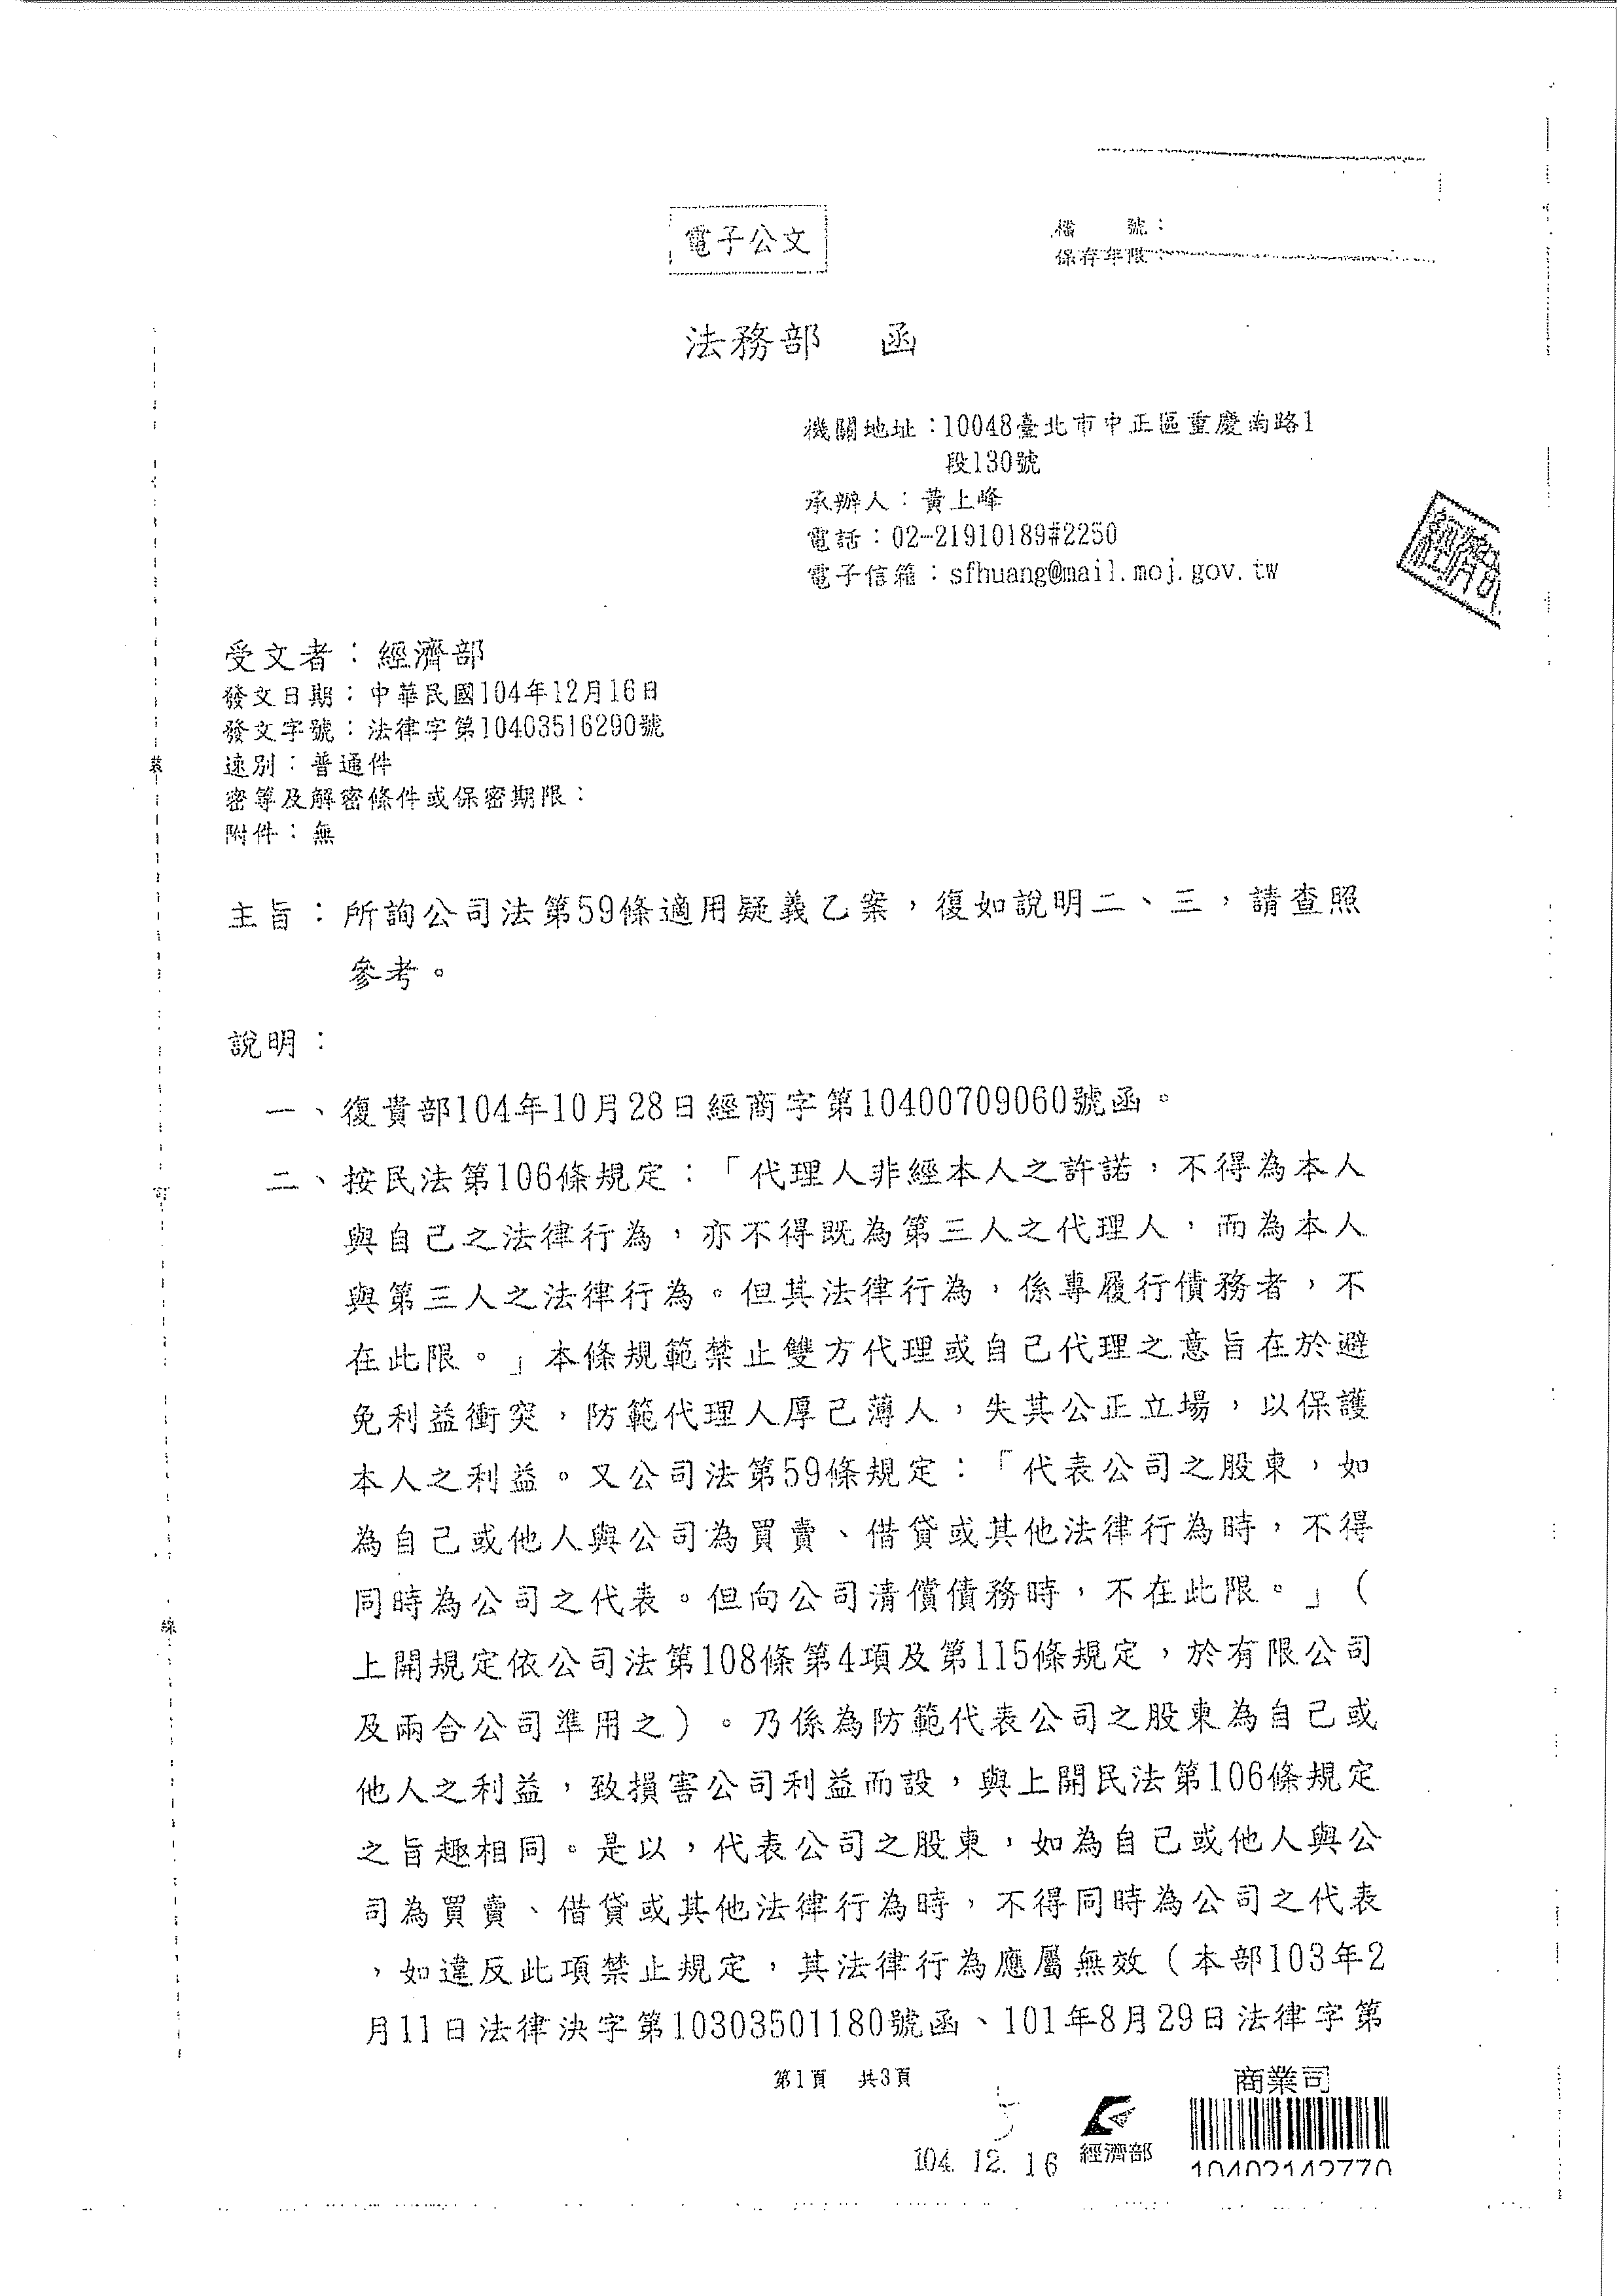 電子公文
檔　　號：
保存年限：
法務部　函
機關地址：10048臺北市中正區重慶南路1
段130號
承辦人：黃上峰
電話：02-21910189#2250
電子信箱：sfhuang@mail.moj.gov.tw
受文者：經濟部
發文日期：中華民國104年12月16日
發文字號：法律字第10403516290號
速別：普通件
密等及解密條件或保密期限：
附件：無
主旨：所詢公司法第59條適用疑義乙案，復如說明二、三，請查照
參考。
說明：
一、復貴部104年10月28日經商字第10400709060號函。
二、按民法第106條規定：「代理人非經本人之許諾，不得為本人
與自己之法律行為，亦不得既為第三人之代理人，而為本人
與第三人之法律行為。但其法律行為，係專履行債務者，不
在此限。」本條規範禁止雙方代理或自己代理之意旨在於避
免利益衝突，防範代理人厚己薄人，失其公正立場，以保護
本人之利益。又公司法第59條規定：「代表公司之股東，如
為自己或他人與公司為買賣、借貸或其他法律行為時，不得
同時為公司之代表。但向公司清償債務時，不在此限。」（
上開規定依公司法第108條第4項及第115條規定，於有限公司
及兩合公司準用之）。乃係為防範代表公司之股東為自己或
他人之利益，致損害公司利益而設，與上開民法第106條規定
之旨趣相同。是以，代表公司之股東，如為自己或他人與公
司為買賣、借貸或其他法律行為時，不得同時為公司之代表
，如違反此項禁止規定，其法律行為應屬無效（本部103年2
月11日法律決字第10303501180號函、101年8月29日法律字第
裝
訂
線
第1頁　共3頁
商業司
104. 12. 16
經濟部